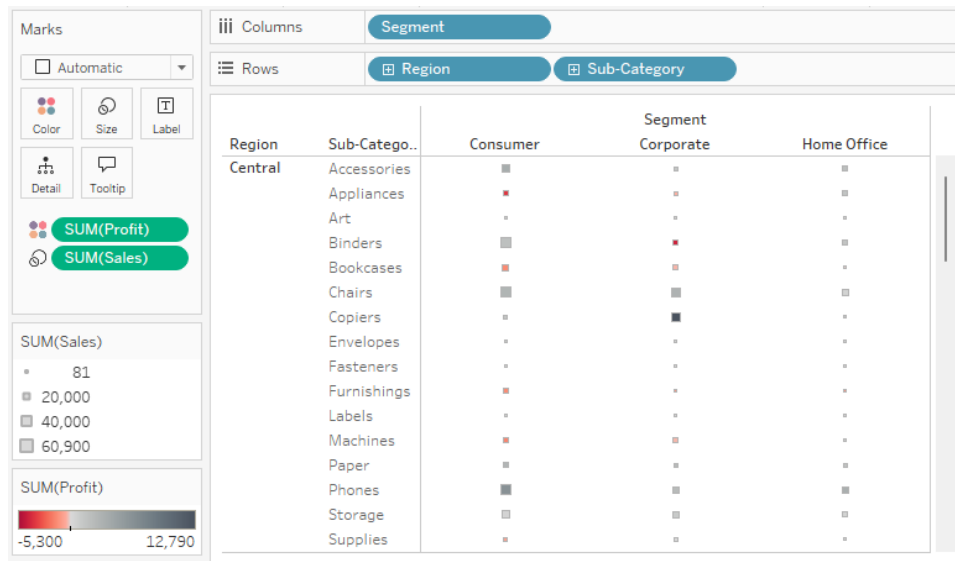 Marks
Automatic
Color Size Label
Detail Tooltip
SUM(Profit)
SUM(Sales)
SUM(Sales)
81
20,000
40,000
60,900
SUM(Profit)
-5,300 12,790
Columns Segment
Rows Region Sub-Category
Segment
Region Sub-Catego.. Consumer Corporate Home Office
Central Accessories
Appliances
Art
Binders
Bookcases
Chairs
Copiers
Envelopes
Fasteners
Furnishings
Labels
Machines
Paper
Phones
Storage
Supplies